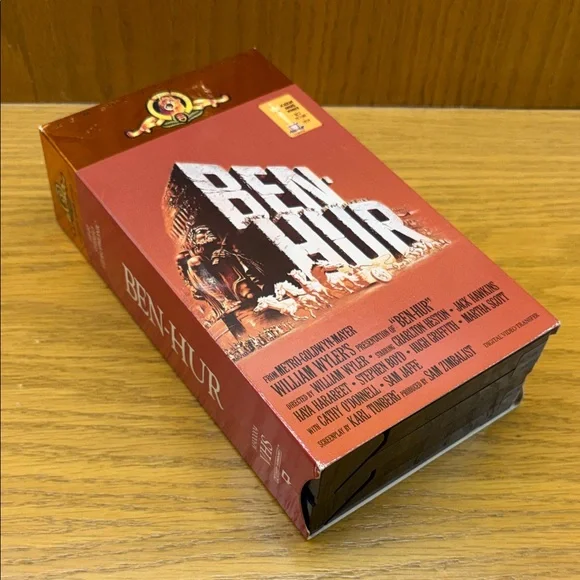 BEN-
HUR
FROM METRO-GOLDWYN-MAYER
WILLIAM WYLER'S PRESENTATION OF "BEN-HUR"
DIRECTED BY WILLIAM WYLER • STARRING CHARLTON HESTON • JACK HAWKINS
HAYA HARAREET • STEPHEN BOYD • HUGH GRIFFITH • MARTHA SCOTT
WITH CATHY O'DONNELL • SAM JAFFE
SCREENPLAY BY KARL TUNBERG PRODUCED BY SAM ZIMBALIST
DIGITAL VIDEO TRANSFER
BEN-HUR
VHS